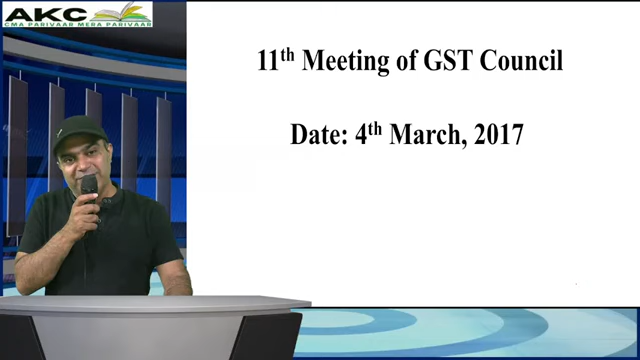 AKC
CMA PARIVAAR MERA PARIVAAR
11th Meeting of GST Council
Date: 4th March, 2017